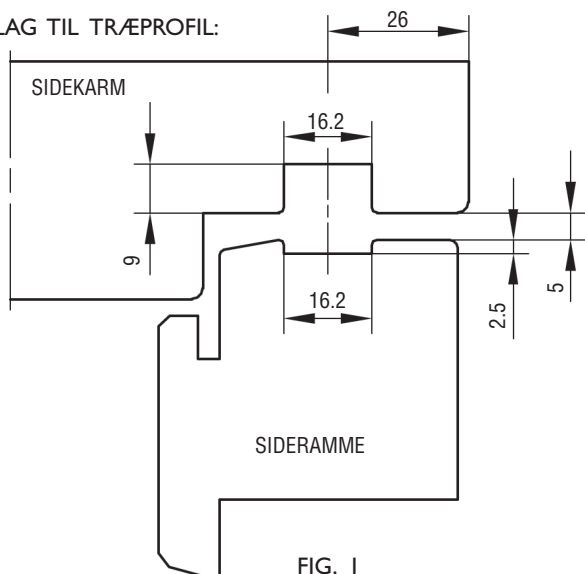 LAG TIL TRÆPROFIL:
26
SIDEKARM
16.2
9
5
2.5
16.2
SIDERAMME
FIG. 1